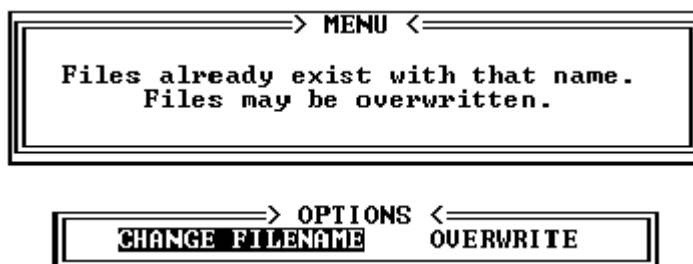 > MENU <
Files already exist with that name.
Files may be overwritten.
> OPTIONS <
CHANGE FILENAME OVERWRITE